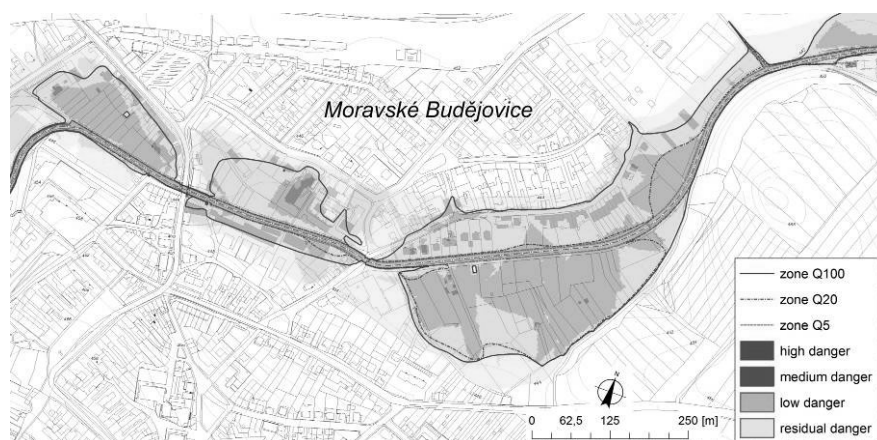 Moravské Budějovice
zone Q100
zone Q20
zone Q5
high danger
medium danger
low danger
residual danger
N
0 62,5 125 250 [m]